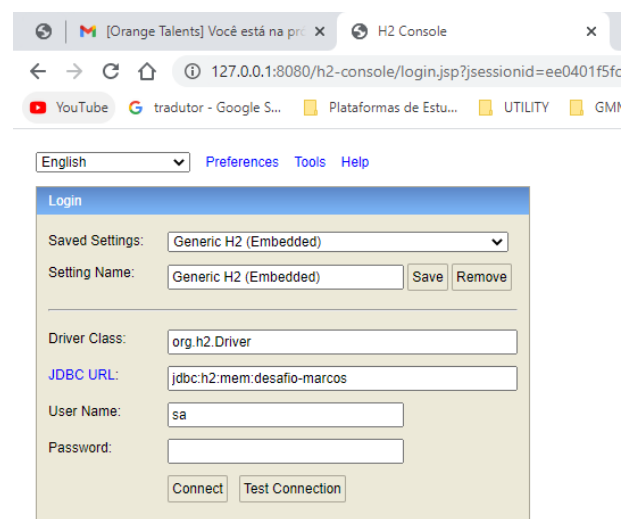 [Orange Talents] Você está na pró
H2 Console
127.0.0.1:8080/h2-console/login.jsp?jsessionid=ee0401f5fc
YouTube
tradutor - Google S...
Plataformas de Estu...
UTILITY
GMM
English
Preferences Tools Help
Login
Saved Settings: Generic H2 (Embedded)
Setting Name: Generic H2 (Embedded) Save Remove
Driver Class: org.h2.Driver
JDBC URL: jdbc:h2:mem:desafio-marcos
User Name: sa
Password:
Connect Test Connection